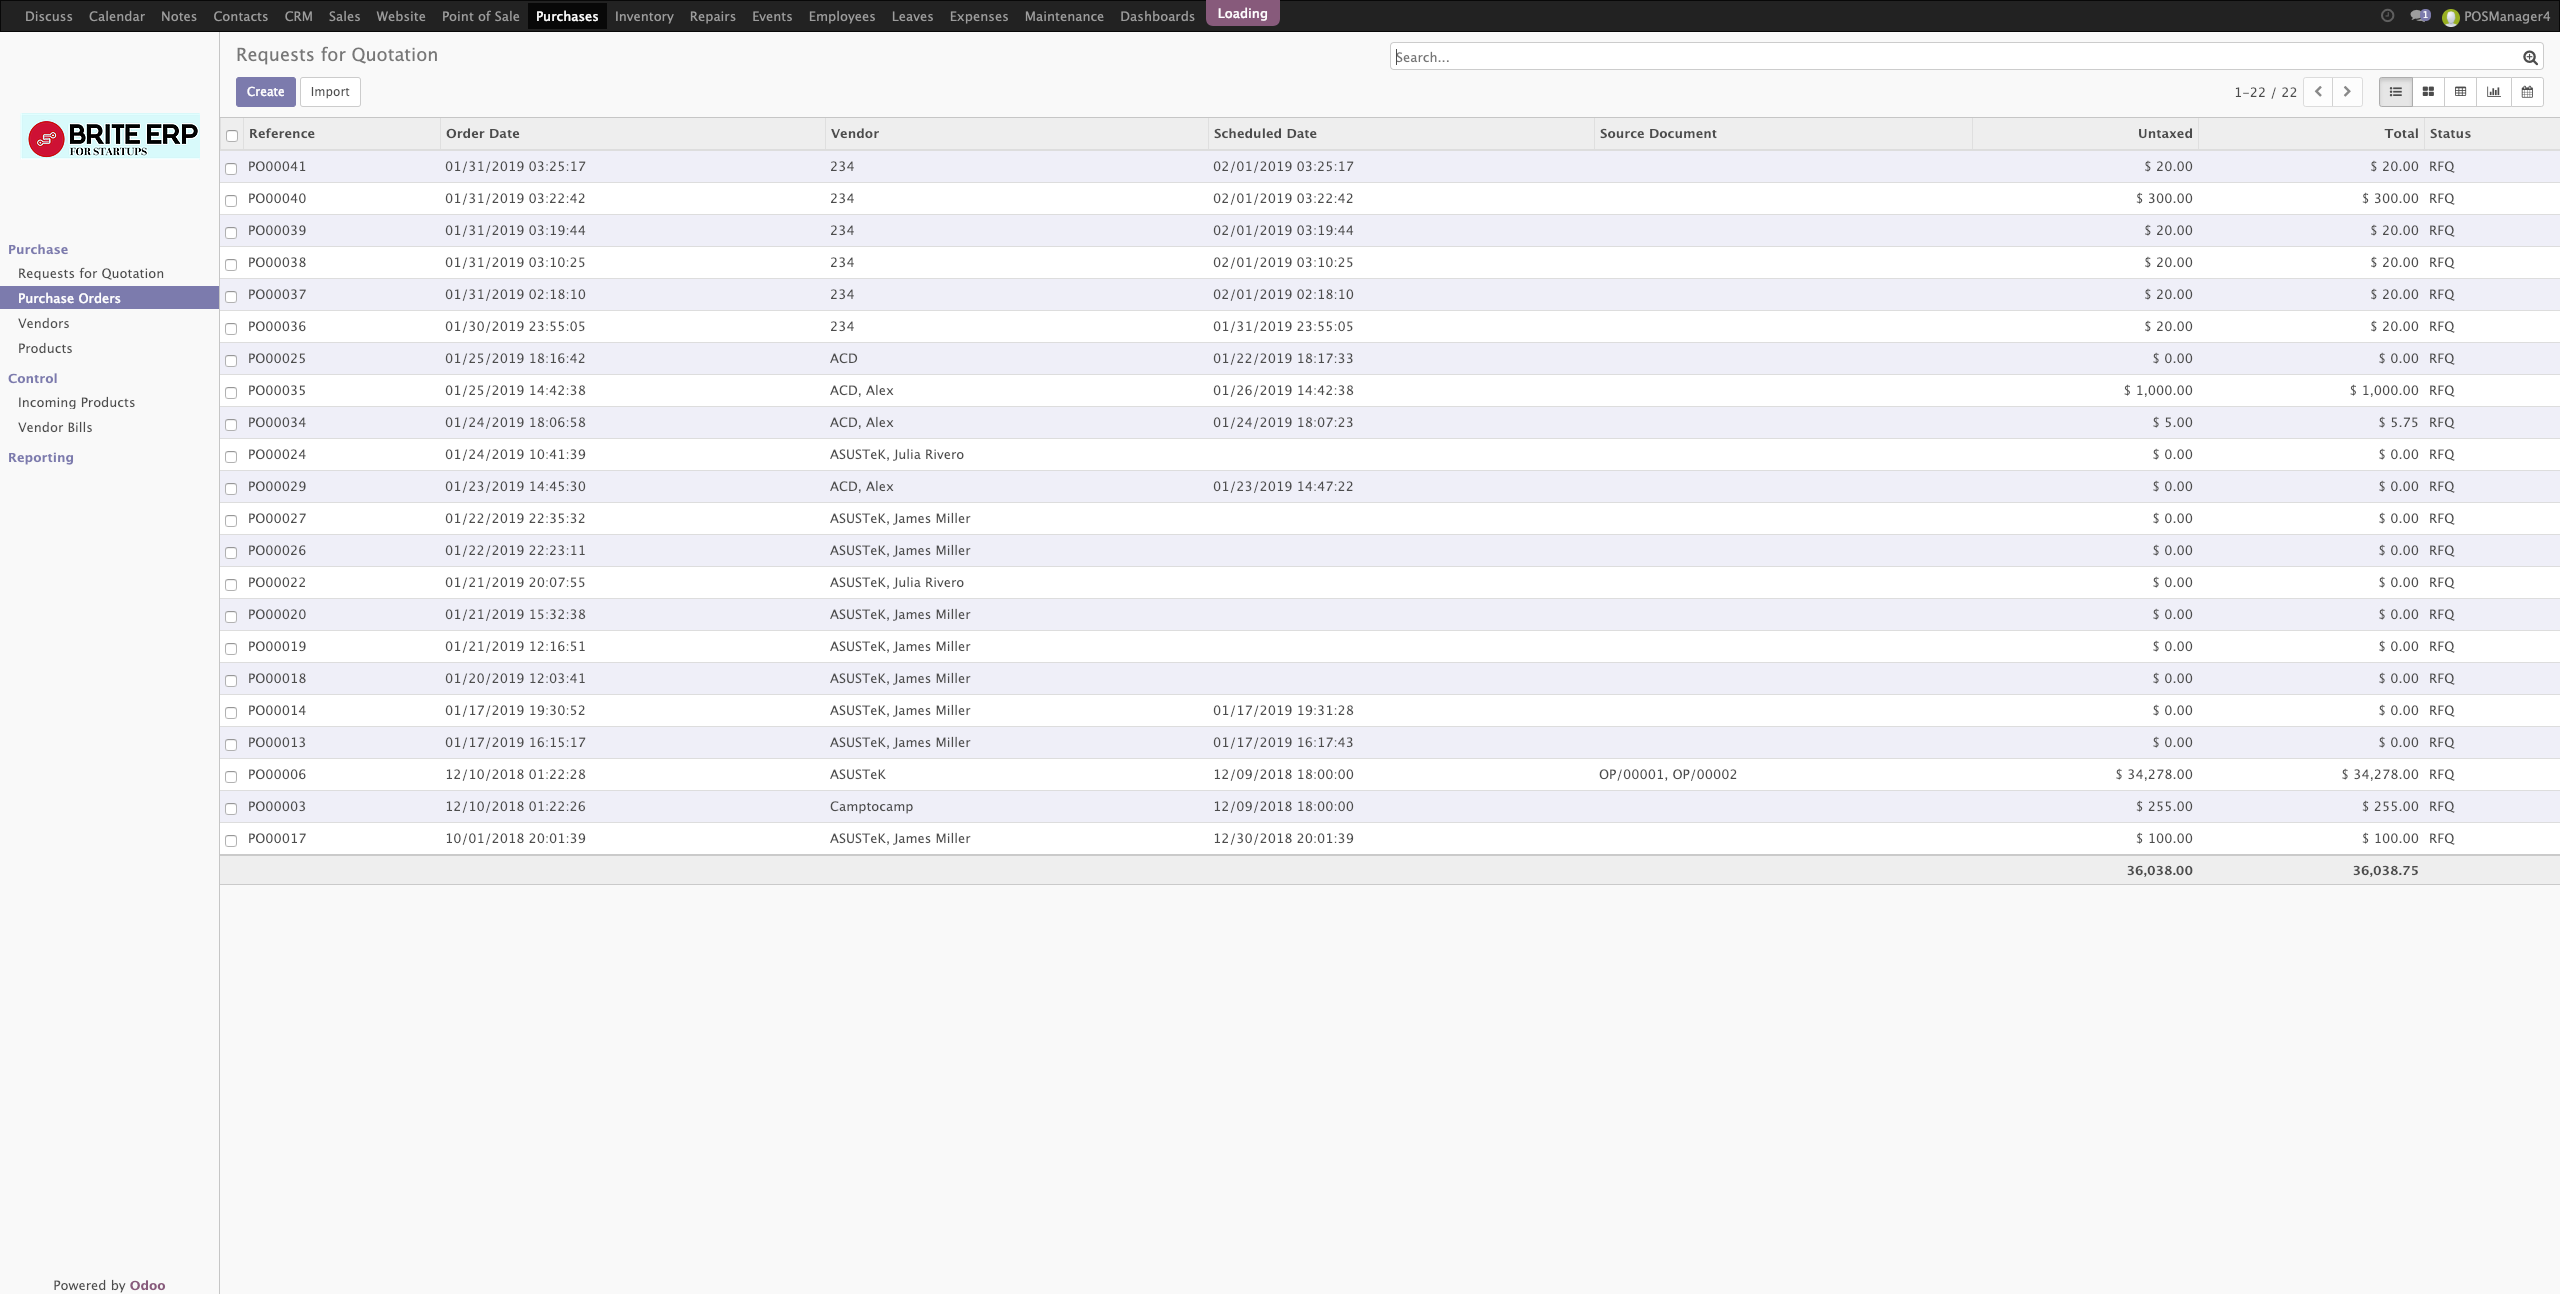 Discuss Calendar Notes Contacts CRM Sales Website Point of Sale Purchases Inventory Repairs Events Employees Leaves Expenses Maintenance Dashboards Loading 1 POSManager4
Requests for Quotation Search...
Create Import 1-22 / 22
BRITE ERP
FOR STARTUPS
Purchase
Requests for Quotation
Purchase Orders
Vendors
Products
Control
Incoming Products
Vendor Bills
Reporting
Reference Order Date Vendor Scheduled Date Source Document Untaxed Total Status
PO00041 01/31/2019 03:25:17 234 02/01/2019 03:25:17 $ 20.00 $ 20.00 RFQ
PO00040 01/31/2019 03:22:42 234 02/01/2019 03:22:42 $ 300.00 $ 300.00 RFQ
PO00039 01/31/2019 03:19:44 234 02/01/2019 03:19:44 $ 20.00 $ 20.00 RFQ
PO00038 01/31/2019 03:10:25 234 02/01/2019 03:10:25 $ 20.00 $ 20.00 RFQ
PO00037 01/31/2019 02:18:10 234 02/01/2019 02:18:10 $ 20.00 $ 20.00 RFQ
PO00036 01/30/2019 23:55:05 234 01/31/2019 23:55:05 $ 20.00 $ 20.00 RFQ
PO00025 01/25/2019 18:16:42 ACD 01/22/2019 18:17:33 $ 0.00 $ 0.00 RFQ
PO00035 01/25/2019 14:42:38 ACD, Alex 01/26/2019 14:42:38 $ 1,000.00 $ 1,000.00 RFQ
PO00034 01/24/2019 18:06:58 ACD, Alex 01/24/2019 18:07:23 $ 5.00 $ 5.75 RFQ
PO00024 01/24/2019 10:41:39 ASUSTeK, Julia Rivero $ 0.00 $ 0.00 RFQ
PO00029 01/23/2019 14:45:30 ACD, Alex 01/23/2019 14:47:22 $ 0.00 $ 0.00 RFQ
PO00027 01/22/2019 22:35:32 ASUSTeK, James Miller $ 0.00 $ 0.00 RFQ
PO00026 01/22/2019 22:23:11 ASUSTeK, James Miller $ 0.00 $ 0.00 RFQ
PO00022 01/21/2019 20:07:55 ASUSTeK, Julia Rivero $ 0.00 $ 0.00 RFQ
PO00020 01/21/2019 15:32:38 ASUSTeK, James Miller $ 0.00 $ 0.00 RFQ
PO00019 01/21/2019 12:16:51 ASUSTeK, James Miller $ 0.00 $ 0.00 RFQ
PO00018 01/20/2019 12:03:41 ASUSTeK, James Miller $ 0.00 $ 0.00 RFQ
PO00014 01/17/2019 19:30:52 ASUSTeK, James Miller 01/17/2019 19:31:28 $ 0.00 $ 0.00 RFQ
PO00013 01/17/2019 16:15:17 ASUSTeK, James Miller 01/17/2019 16:17:43 $ 0.00 $ 0.00 RFQ
PO00006 12/10/2018 01:22:28 ASUSTeK 12/09/2018 18:00:00 OP/00001, OP/00002 $ 34,278.00 $ 34,278.00 RFQ
PO00003 12/10/2018 01:22:26 Camptocamp 12/09/2018 18:00:00 $ 255.00 $ 255.00 RFQ
PO00017 10/01/2018 20:01:39 ASUSTeK, James Miller 12/30/2018 20:01:39 $ 100.00 $ 100.00 RFQ
36,038.00 36,038.75
Powered by Odoo